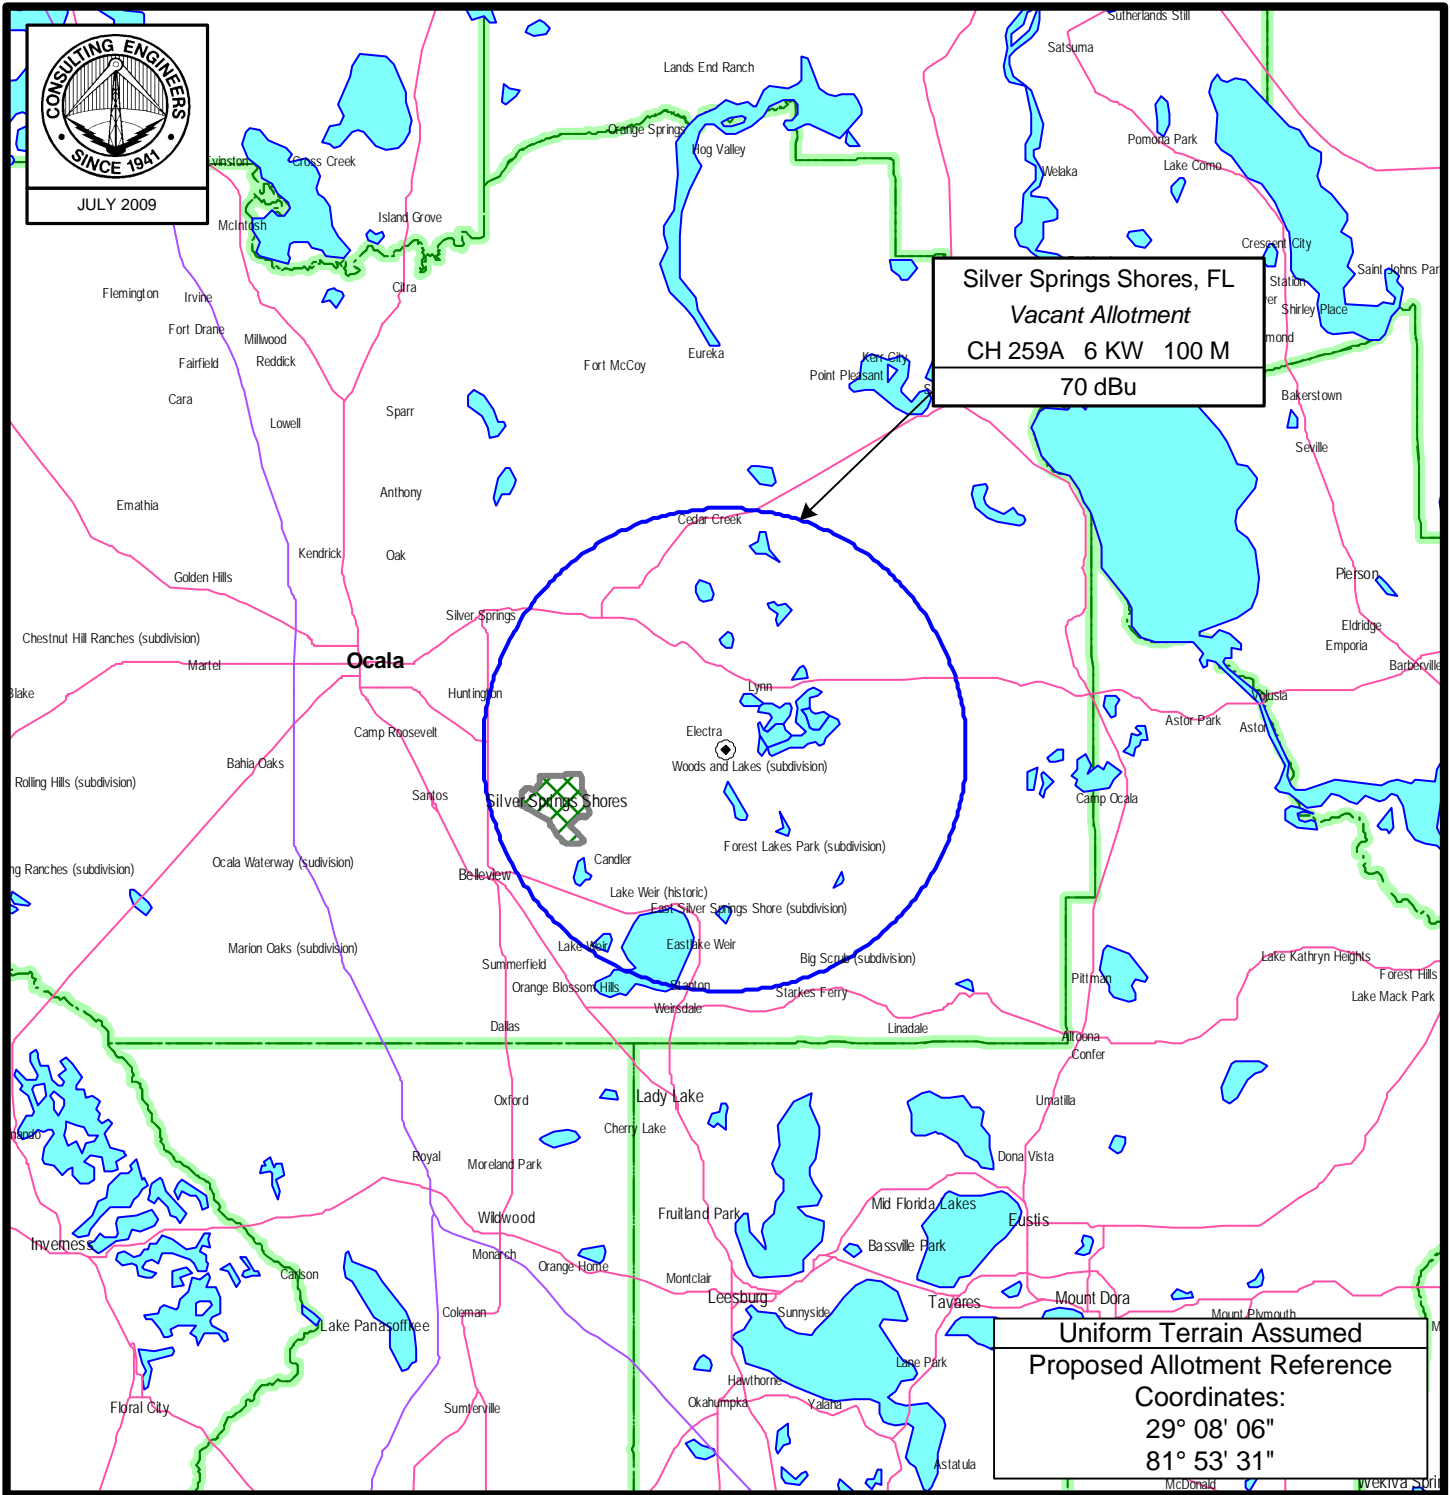 CONSULTING ENGINEERS
SINCE 1941
JULY 2009
Sutherlands Still
Satsuma
Lands End Ranch
Orange Springs
Hog Valley
Pomona Park
Lake Como
Welaka
Cross Creek
McIntosh
Island Grove
Citra
Crescent City
Station
Shirley Place
Flemington
Irvine
Fort Drane
Millwood
Fairfield
Reddick
Cara
Lowell
Sparr
Fort McCoy
Eureka
Kerr City
Point Pleasant
Silver Springs Shores, FL
Vacant Allotment
CH 259A 6 KW 100 M
70 dBu
Bakerstown
Seville
Emathia
Anthony
Cedar Creek
Kendrick
Oak
Golden Hills
Pierson
Silver Springs
Eldridge
Emporia
Barberville
Chestnut Hill Ranches (subdivision)
Martel
Ocala
Huntington
Lynn
Volusia
Astor Park
Astor
Camp Roosevelt
Electra
Bahia Oaks
Woods and Lakes (subdivision)
Rolling Hills (subdivision)
Santos
Silver Springs Shores
Camp Ocala
Forest Lakes Park (subdivision)
Ocala Waterway (sudivision)
Candler
ng Ranches (subdivision)
Belleview
Lake Weir (historic)
East Silver Springs Shore (subdivision)
Marion Oaks (subdivision)
Lake Weir
Eastlake Weir
Summerfield
Big Scrub (subdivision)
Lake Kathryn Heights
Forest Hills
Orange Blossom Hills
Stanton
Starkes Ferry
Pittman
Lake Mack Park
Weirsdale
Dallas
Linadale
Altoona
Confer
Oxford
Lady Lake
Umatilla
Cherry Lake
Royal
Moreland Park
Dona Vista
Mid Florida Lakes
Wildwood
Fruitland Park
Eustis
Inverness
Monarch
Bassville Park
Carlson
Orange Home
Montclair
Leesburg
Sunnyside
Tavares
Mount Dora
Mount Plymouth
Coleman
Lake Panasoffkee
Lane Park
Hawthorne
Floral City
Sumterville
Okahumpka
Yalaha
Astatula
Uniform Terrain Assumed
Proposed Allotment Reference
Coordinates:
29° 08' 06"
81° 53' 31"
McDonald